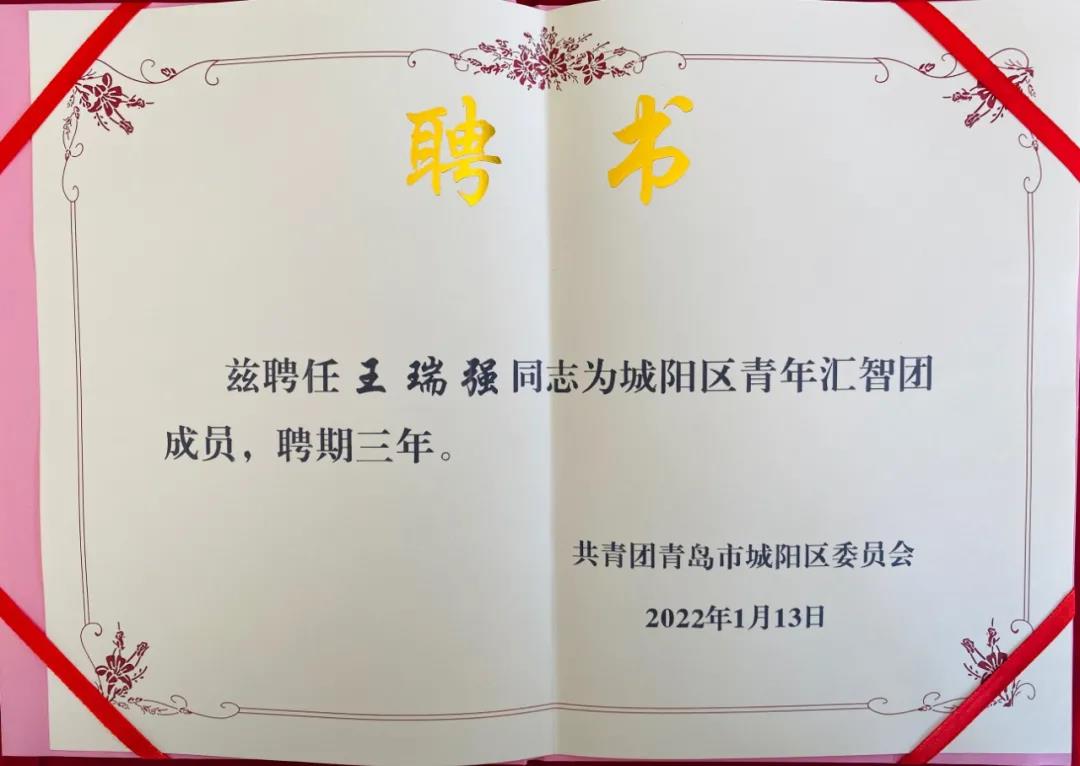 聘书
兹聘任王瑞强同志为城阳区青年汇智团
成员，聘期三年。
共青团青岛市城阳区委员会
2022年1月13日